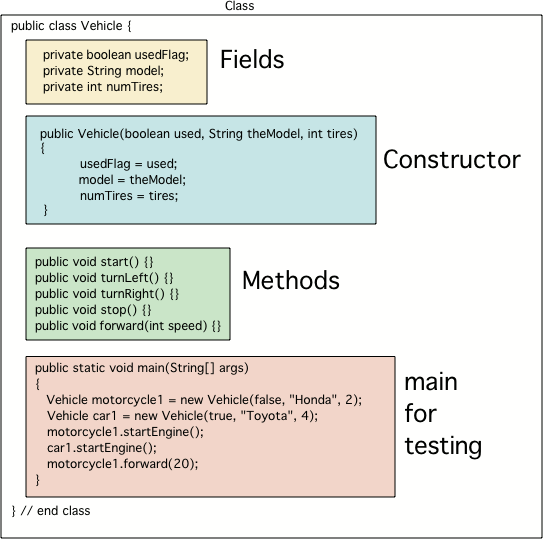 Class
public class Vehicle {
private boolean usedFlag;
private String model;
private int numTires;
Fields
public Vehicle(boolean used, String theModel, int tires)
{
usedFlag = used;
model = theModel;
numTires = tires;
}
Constructor
public void start() {}
public void turnLeft() {}
public void turnRight() {}
public void stop() {}
public void forward(int speed) {}
Methods
public static void main(String[] args)
{
Vehicle motorcycle1 = new Vehicle(false, "Honda", 2);
Vehicle car1 = new Vehicle(true, "Toyota", 4);
motorcycle1.startEngine();
car1.startEngine();
motorcycle1.forward(20);
}
main
for
testing
} // end class